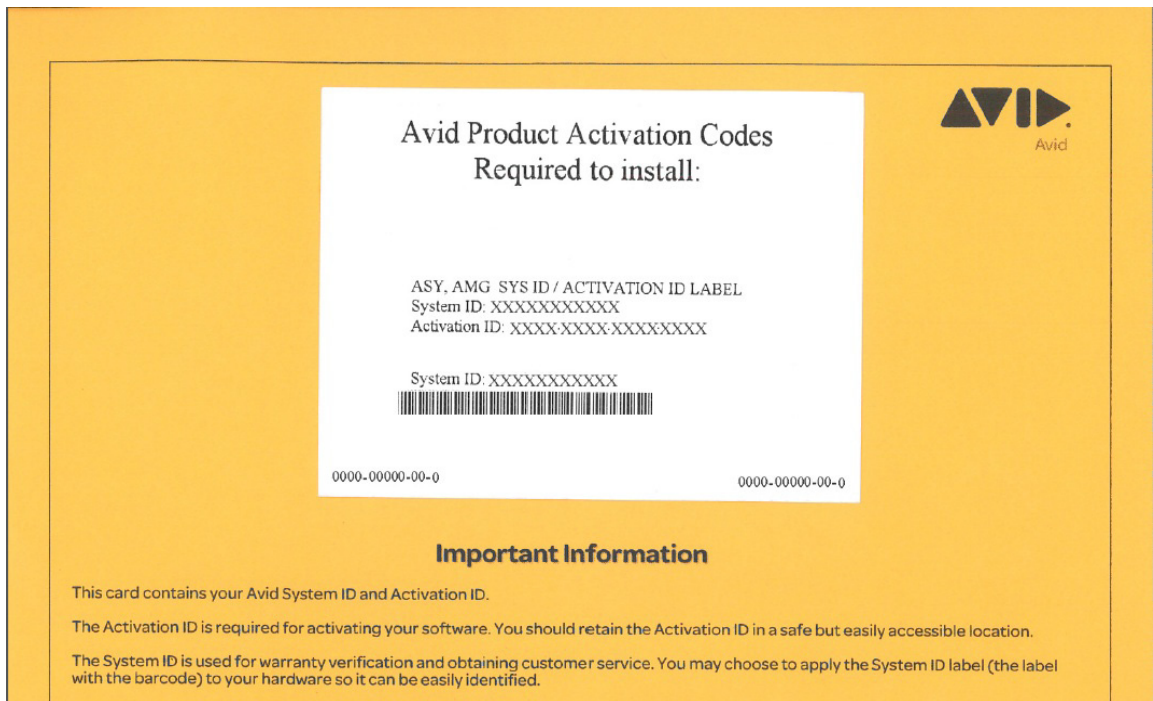 AVID.
Avid
Avid Product Activation Codes
Required to install:
ASY, AMG SYS ID / ACTIVATION ID LABEL
System ID: XXXXXXXXXXX
Activation ID: XXXX-XXXX-XXXX-XXXX
System ID: XXXXXXXXXXX
0000-00000-00-0
0000-00000-00-0
Important Information
This card contains your Avid System ID and Activation ID.
The Activation ID is required for activating your software. You should retain the Activation ID in a safe but easily accessible location.
The System ID is used for warranty verification and obtaining customer service. You may choose to apply the System ID label (the label
with the barcode) to your hardware so it can be easily identified.